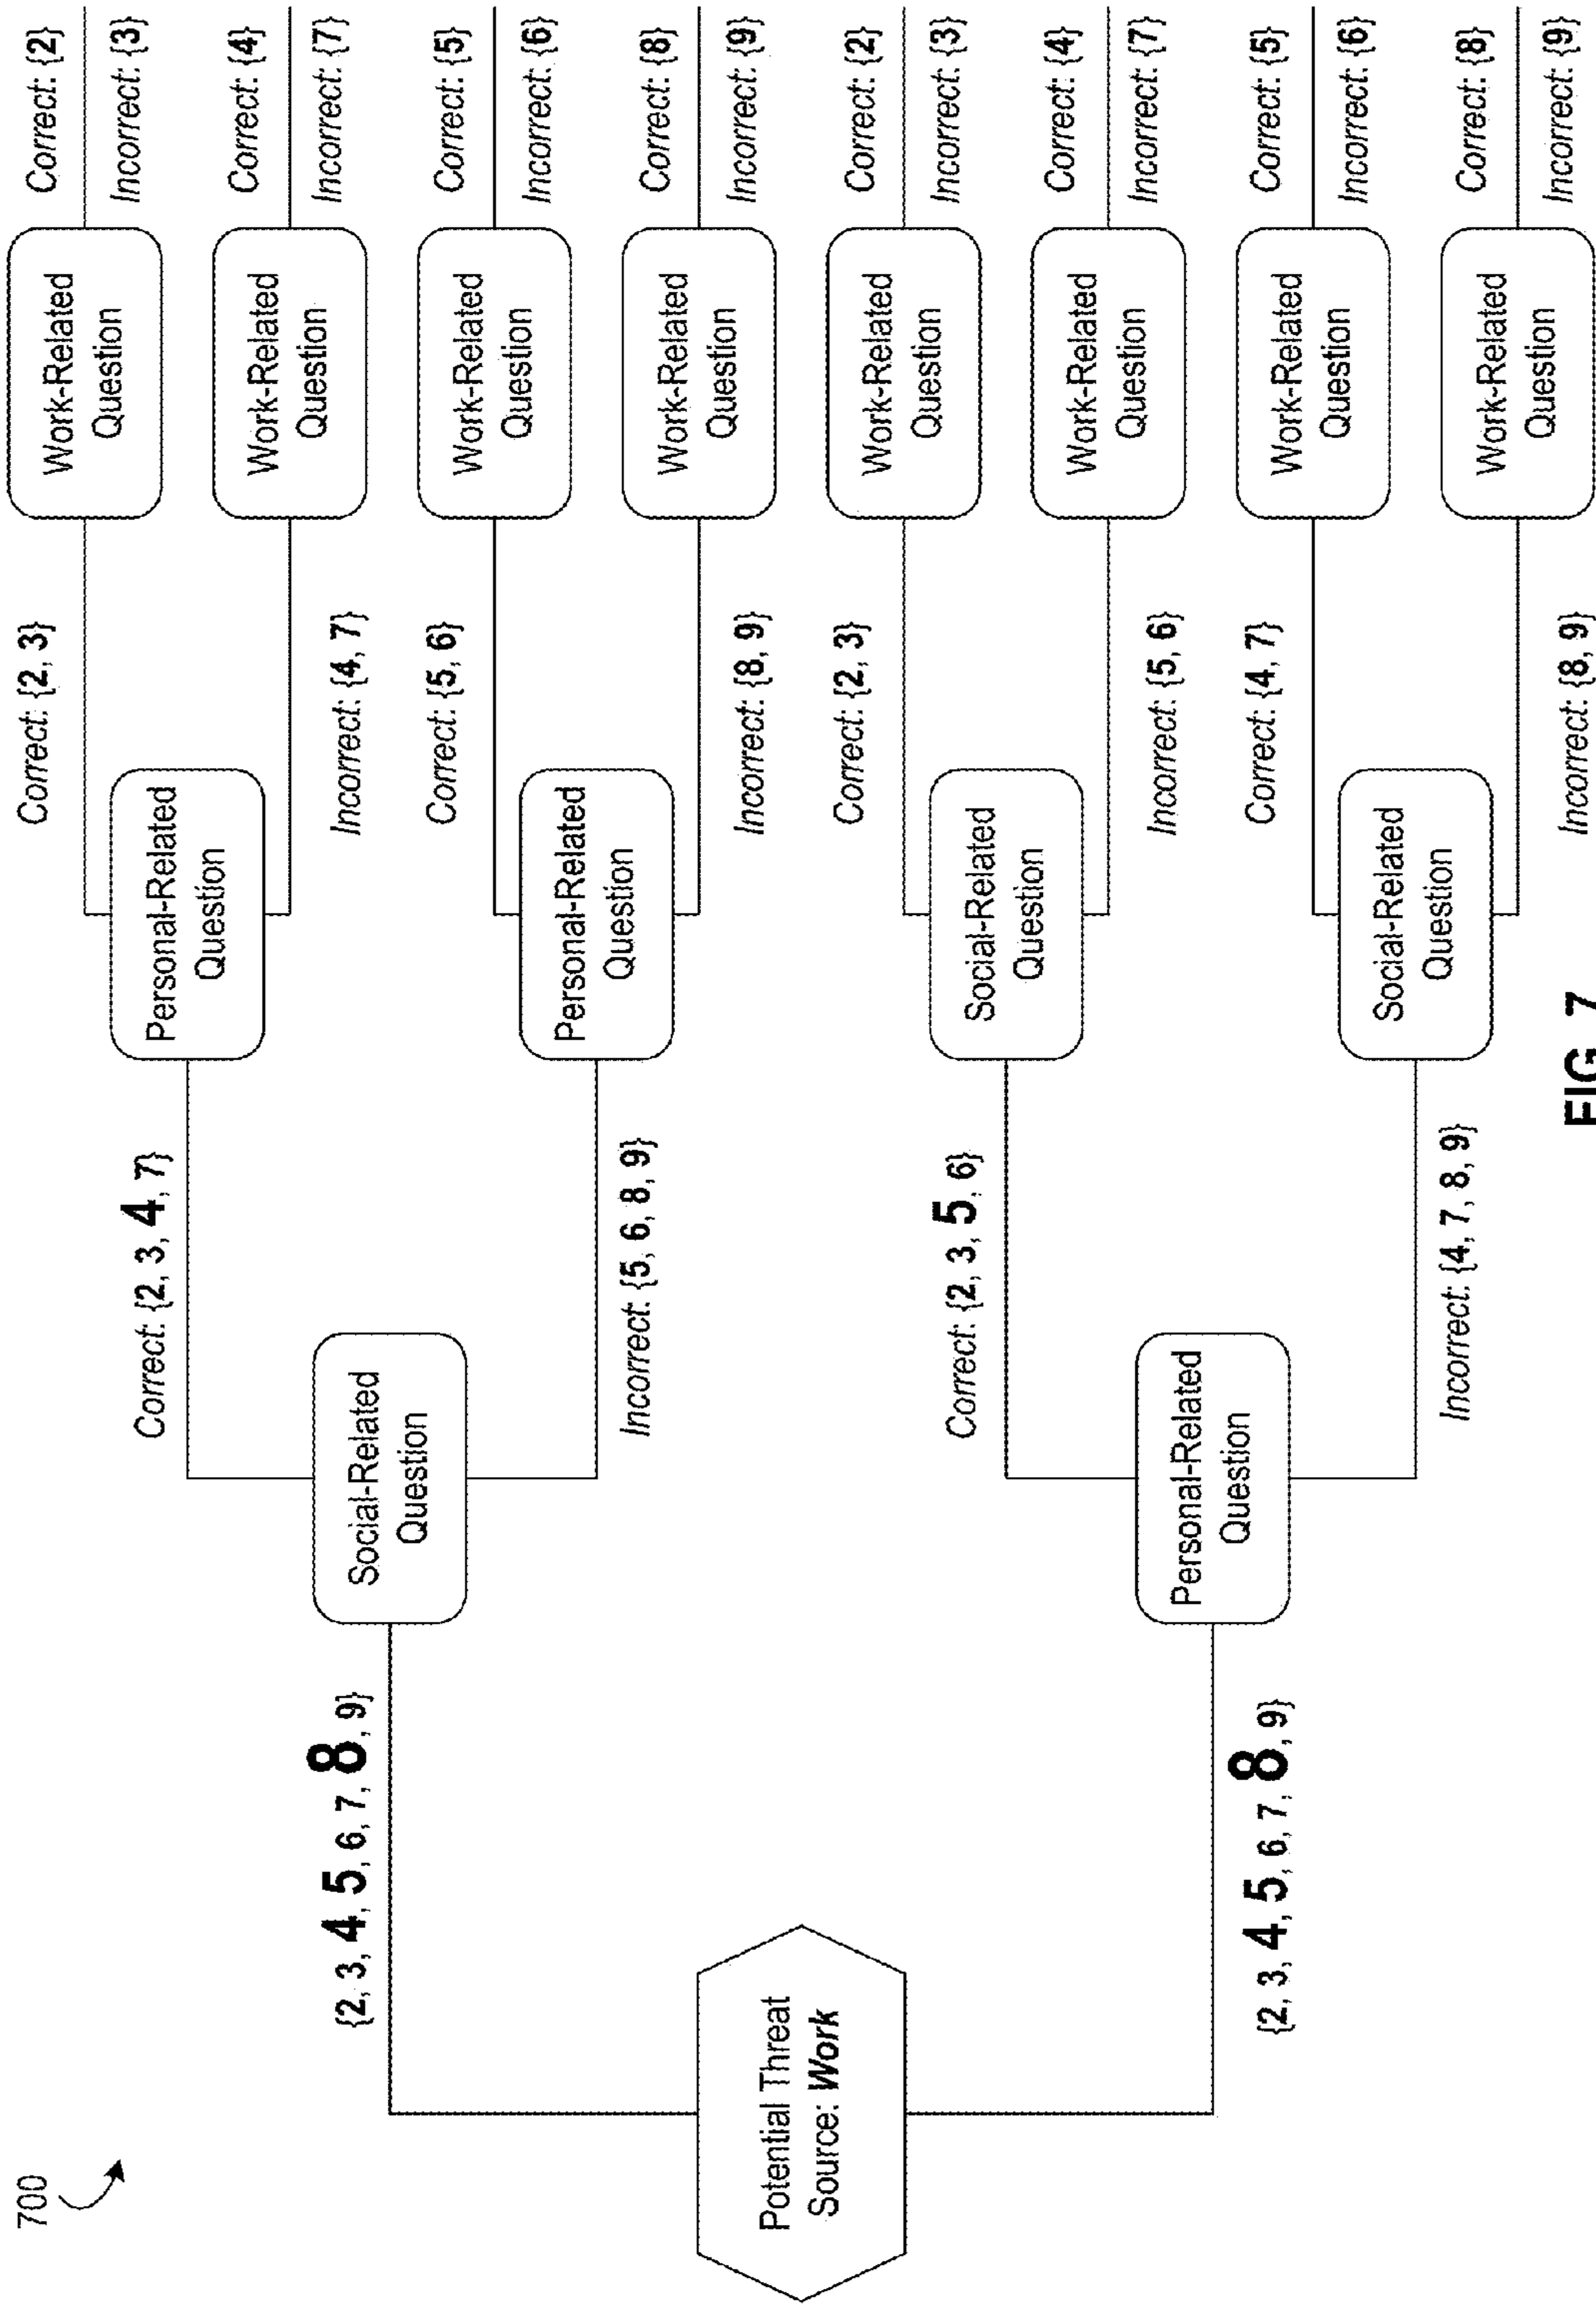 700
Potential Threat
Source: Work
{2, 3, 4, 5, 6, 7, 8, 9}
{2, 3, 4, 5, 6, 7, 8, 9}
Social-Related
Question
Personal-Related
Question
Correct: {2, 3, 4, 7}
Incorrect: {5, 6, 8, 9}
Correct: {2, 3, 5, 6}
Incorrect: {4, 7, 8, 9}
Personal-Related
Question
Personal-Related
Question
Social-Related
Question
Social-Related
Question
Correct: {2, 3}
Incorrect: {4, 7}
Correct: {5, 6}
Incorrect: {8, 9}
Correct: {2, 3}
Incorrect: {5, 6}
Correct: {4, 7}
Incorrect: {8, 9}
Work-Related
Question
Work-Related
Question
Work-Related
Question
Work-Related
Question
Work-Related
Question
Work-Related
Question
Work-Related
Question
Work-Related
Question
Correct: {2}
Incorrect: {3}
Correct: {4}
Incorrect: {7}
Correct: {5}
Incorrect: {6}
Correct: {8}
Incorrect: {9}
Correct: {2}
Incorrect: {3}
Correct: {4}
Incorrect: {7}
Correct: {5}
Incorrect: {6}
Correct: {8}
Incorrect: {9}
FIG. 7